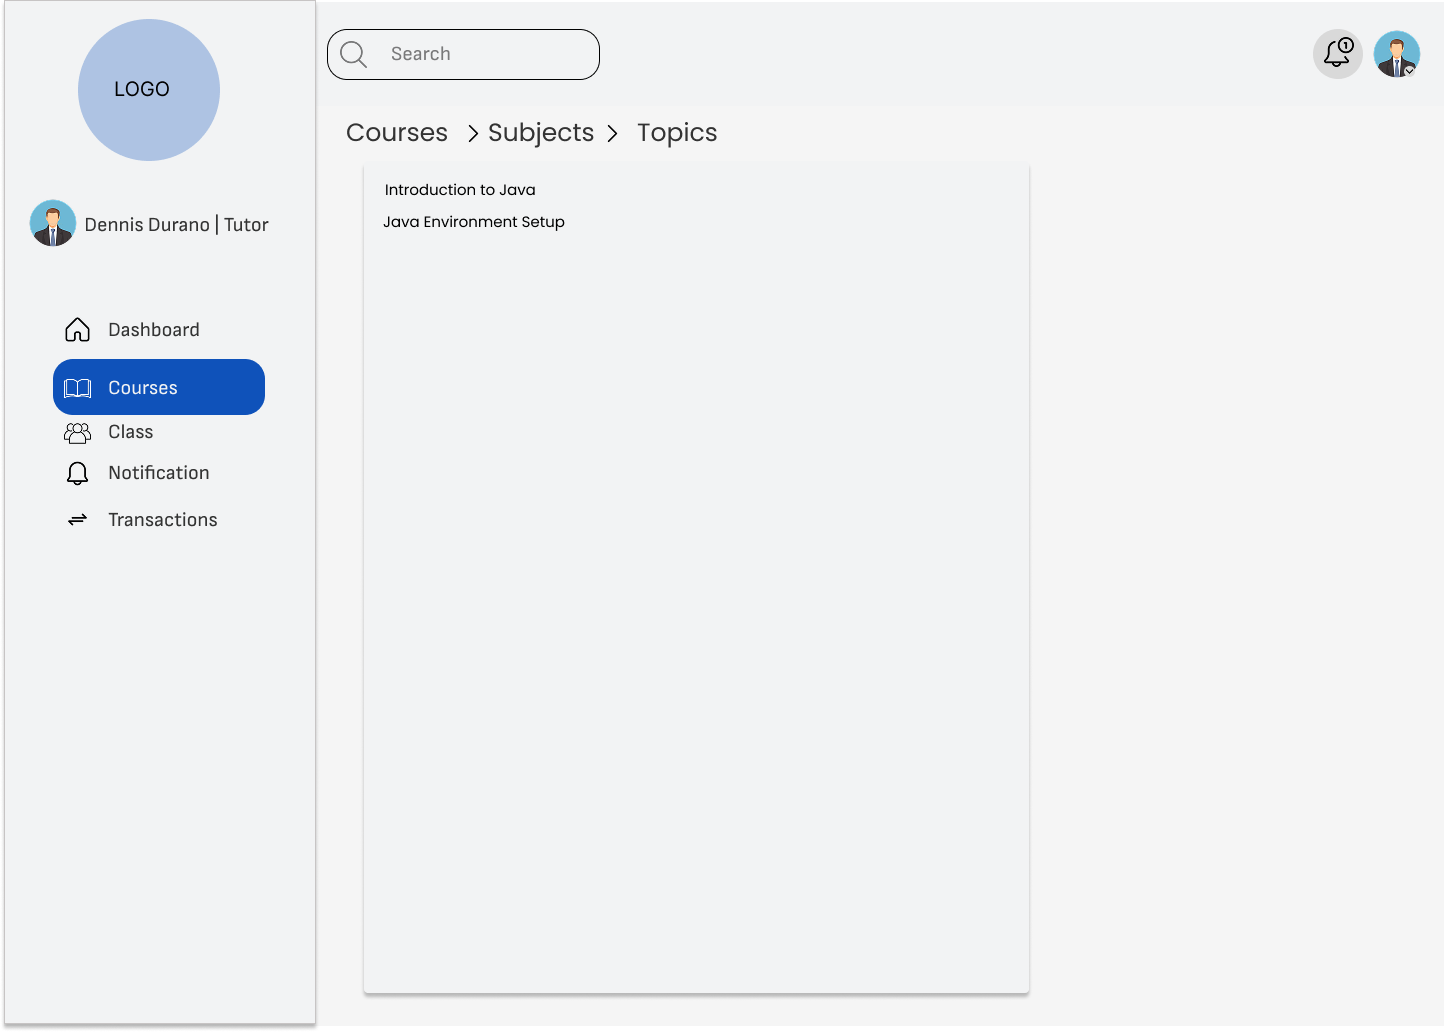 LOGO
Search
1
Courses > Subjects > Topics
Dennis Durano | Tutor
Introduction to Java
Java Environment Setup
Dashboard
Courses
Class
Notification
Transactions